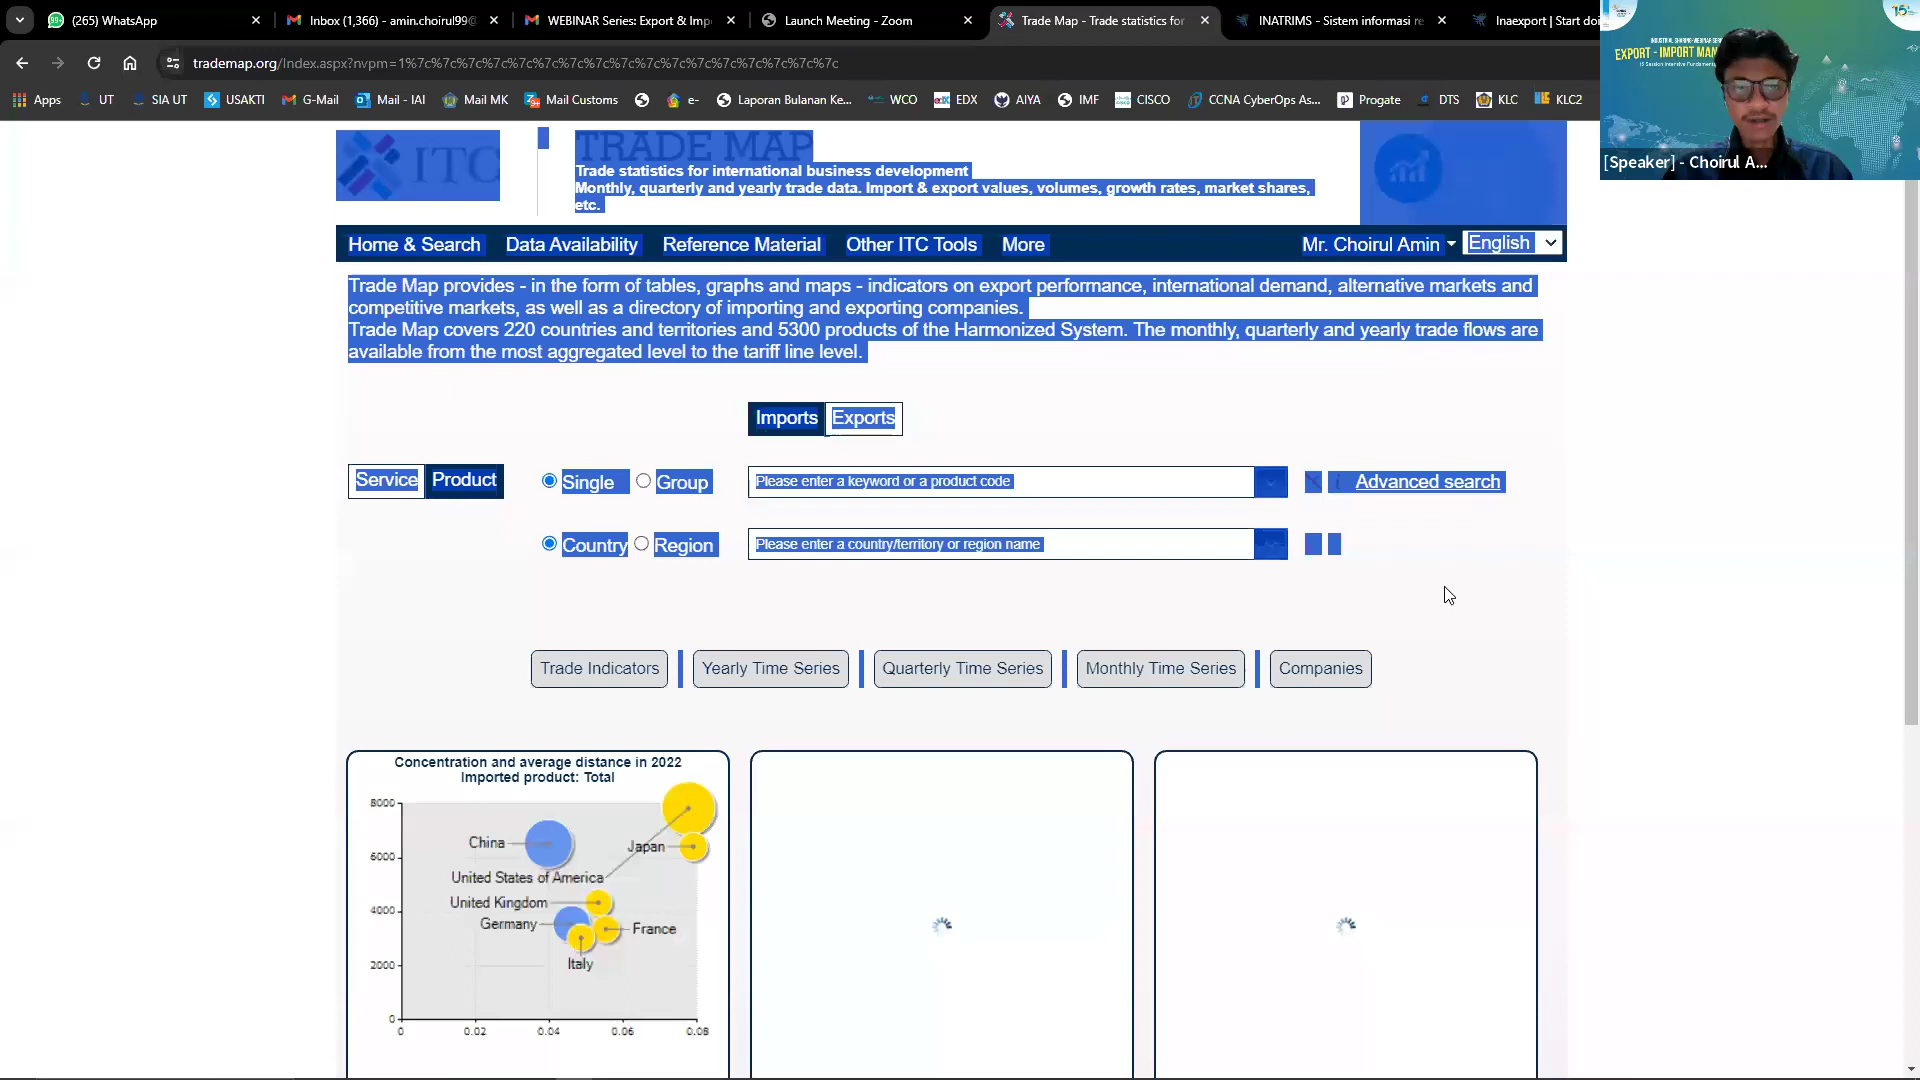 (265) WhatsApp
Inbox (1,366) - amin.choirul99@
WEBINAR Series: Export & Imp
Launch Meeting - Zoom
Trade Map - Trade statistics for
INATRIMS - Sistem informasi re
Inaexport | Start doi
trademap.org/Index.aspx?nvpm=1%7c%7c%7c%7c%7c%7c%7c%7c%7c%7c%7c%7c%7c%7c%7c%7c%7c
Apps
UT
SIA UT
USAKTI
G-Mail
Mail - IAI
Mail MK
Mail Customs
e-
Laporan Bulanan Ke...
WCO
EDX
AIYA
IMF
CISCO
CCNA CyberOps As...
Progate
DTS
KLC
KLC2
EXPORT - IMPORT MAN
[Speaker] - Choirul A...
ITC
TRADE MAP
Trade statistics for international business development
Monthly, quarterly and yearly trade data. Import & export values, volumes, growth rates, market shares,
etc.
Home & Search
Data Availability
Reference Material
Other ITC Tools
More
Mr. Choirul Amin
English
Trade Map provides - in the form of tables, graphs and maps - indicators on export performance, international demand, alternative markets and
competitive markets, as well as a directory of importing and exporting companies.
Trade Map covers 220 countries and territories and 5300 products of the Harmonized System. The monthly, quarterly and yearly trade flows are
available from the most aggregated level to the tariff line level.
Imports
Exports
Service
Product
Single
Group
Please enter a keyword or a product code
Advanced search
Country
Region
Please enter a country/territory or region name
Trade Indicators
Yearly Time Series
Quarterly Time Series
Monthly Time Series
Companies
Concentration and average distance in 2022
Imported product: Total
8000
China
Japan
6000
United States of America
United Kingdom
4000
Germany
France
Italy
2000
0
0
0.02
0.04
0.06
0.08